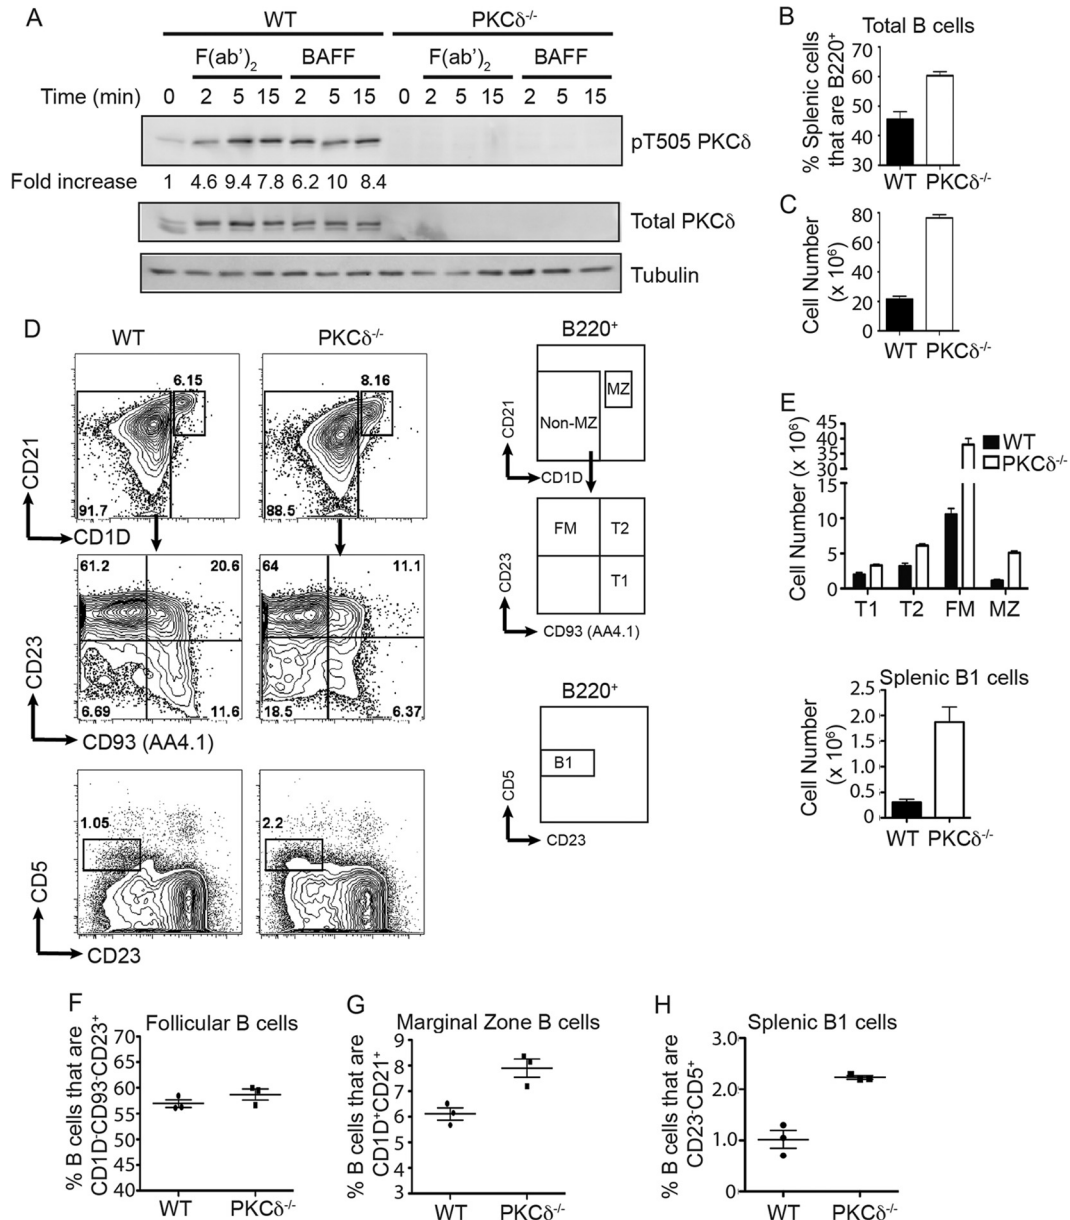 A
WT PKCδ-/-
F(ab’)2 BAFF F(ab’)2 BAFF
Time (min) 0 2 5 15 2 5 15 0 2 5 15 2 5 15
pT505 PKCδ
Fold increase 1 4.6 9.4 7.8 6.2 10 8.4
Total PKCδ
Tubulin
B
Total B cells
% Splenic cells
that are B220+
70
60
50
40
30
WT PKCδ-/-
C
Cell Number
(x 10⁶)
80
60
40
20
0
WT PKCδ-/-
D
WT PKCδ-/-
6.15 8.16
91.7 88.5
CD21
CD1D
61.2 20.6 64 11.1
6.69 11.6 18.5 6.37
CD23
CD93 (AA4.1)
1.05 2.2
CD5
CD23
B220+
MZ
Non-MZ
CD21
CD1D
FM T2
T1
CD23
CD93 (AA4.1)
B220+
B1
CD5
CD23
E
Cell Number (x 10⁶)
45
40
35
30
15
10
5
0
WT
PKCδ-/-
T1 T2 FM MZ
Splenic B1 cells
Cell Number
(x 10⁶)
2.5
2.0
1.5
1.0
0.5
0
WT PKCδ-/-
F
Follicular B cells
% B cells that are
CD1D-CD93-CD23+
70
65
60
55
50
45
40
WT PKCδ-/-
G
Marginal Zone B cells
% B cells that are
CD1D+CD21+
9
8
7
6
5
4
3
WT PKCδ-/-
H
Splenic B1 cells
% B cells that are
CD23-CD5+
3.0
2.0
1.0
0
WT PKCδ-/-